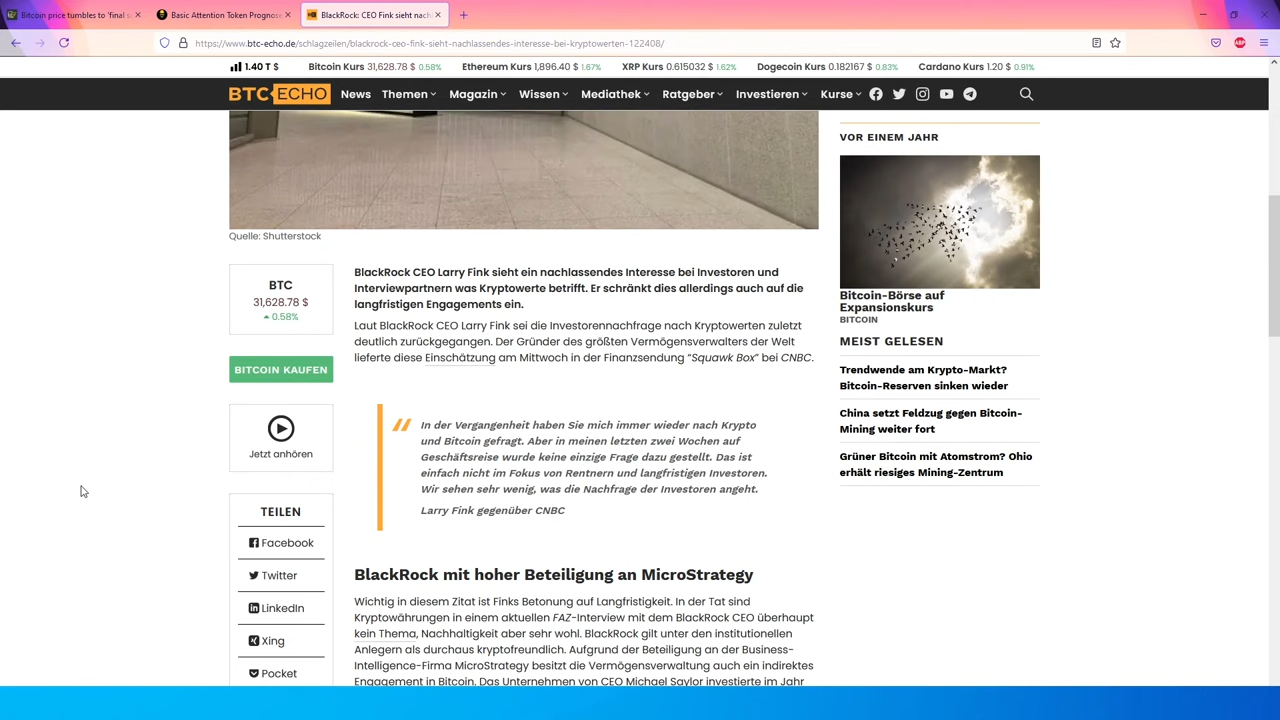 Bitcoin price tumbles to 'final s
Basic Attention Token Prognose
BlackRock: CEO Fink sieht nach
https://www.btc-echo.de/schlagzeilen/blackrock-ceo-fink-sieht-nachlassendes-interesse-bei-kryptowerten-122408/
ABP
1.40 T $ Bitcoin Kurs 31,628.78 $ 0.58% Ethereum Kurs 1,896.40 $ 1.67% XRP Kurs 0.615032 $ 1.62% Dogecoin Kurs 0.182167 $ 0.83% Cardano Kurs 1.20 $ 0.91%
BTC-ECHO News Themen Magazin Wissen Mediathek Ratgeber Investieren Kurse
Quelle: Shutterstock
BTC
31,628.78 $
0.58%
BITCOIN KAUFEN
Jetzt anhören
TEILEN
Facebook
Twitter
LinkedIn
Xing
Pocket
BlackRock CEO Larry Fink sieht ein nachlassendes Interesse bei Investoren und
Interviewpartnern was Kryptowerte betrifft. Er schränkt dies allerdings auch auf die
langfristigen Engagements ein.
Laut BlackRock CEO Larry Fink sei die Investorennachfrage nach Kryptowerten zuletzt
deutlich zurückgegangen. Der Gründer des größten Vermögensverwalters der Welt
lieferte diese Einschätzung am Mittwoch in der Finanzsendung “Squawk Box” bei CNBC.
“ In der Vergangenheit haben Sie mich immer wieder nach Krypto
und Bitcoin gefragt. Aber in meinen letzten zwei Wochen auf
Geschäftsreise wurde keine einzige Frage dazu gestellt. Das ist
einfach nicht im Fokus von Rentnern und langfristigen Investoren.
Wir sehen sehr wenig, was die Nachfrage der Investoren angeht.
Larry Fink gegenüber CNBC
BlackRock mit hoher Beteiligung an MicroStrategy
Wichtig in diesem Zitat ist Finks Betonung auf Langfristigkeit. In der Tat sind
Kryptowährungen in einem aktuellen FAZ-Interview mit dem BlackRock CEO überhaupt
kein Thema, Nachhaltigkeit aber sehr wohl. BlackRock gilt unter den institutionellen
Anlegern als durchaus kryptofreundlich. Aufgrund der Beteiligung an der Business-
Intelligence-Firma MicroStrategy besitzt die Vermögensverwaltung auch ein indirektes
Engagement in Bitcoin. Das Unternehmen von CEO Michael Saylor investierte im Jahr
VOR EINEM JAHR
Bitcoin-Börse auf
Expansionskurs
BITCOIN
MEIST GELESEN
Trendwende am Krypto-Markt?
Bitcoin-Reserven sinken wieder
China setzt Feldzug gegen Bitcoin-
Mining weiter fort
Grüner Bitcoin mit Atomstrom? Ohio
erhält riesiges Mining-Zentrum